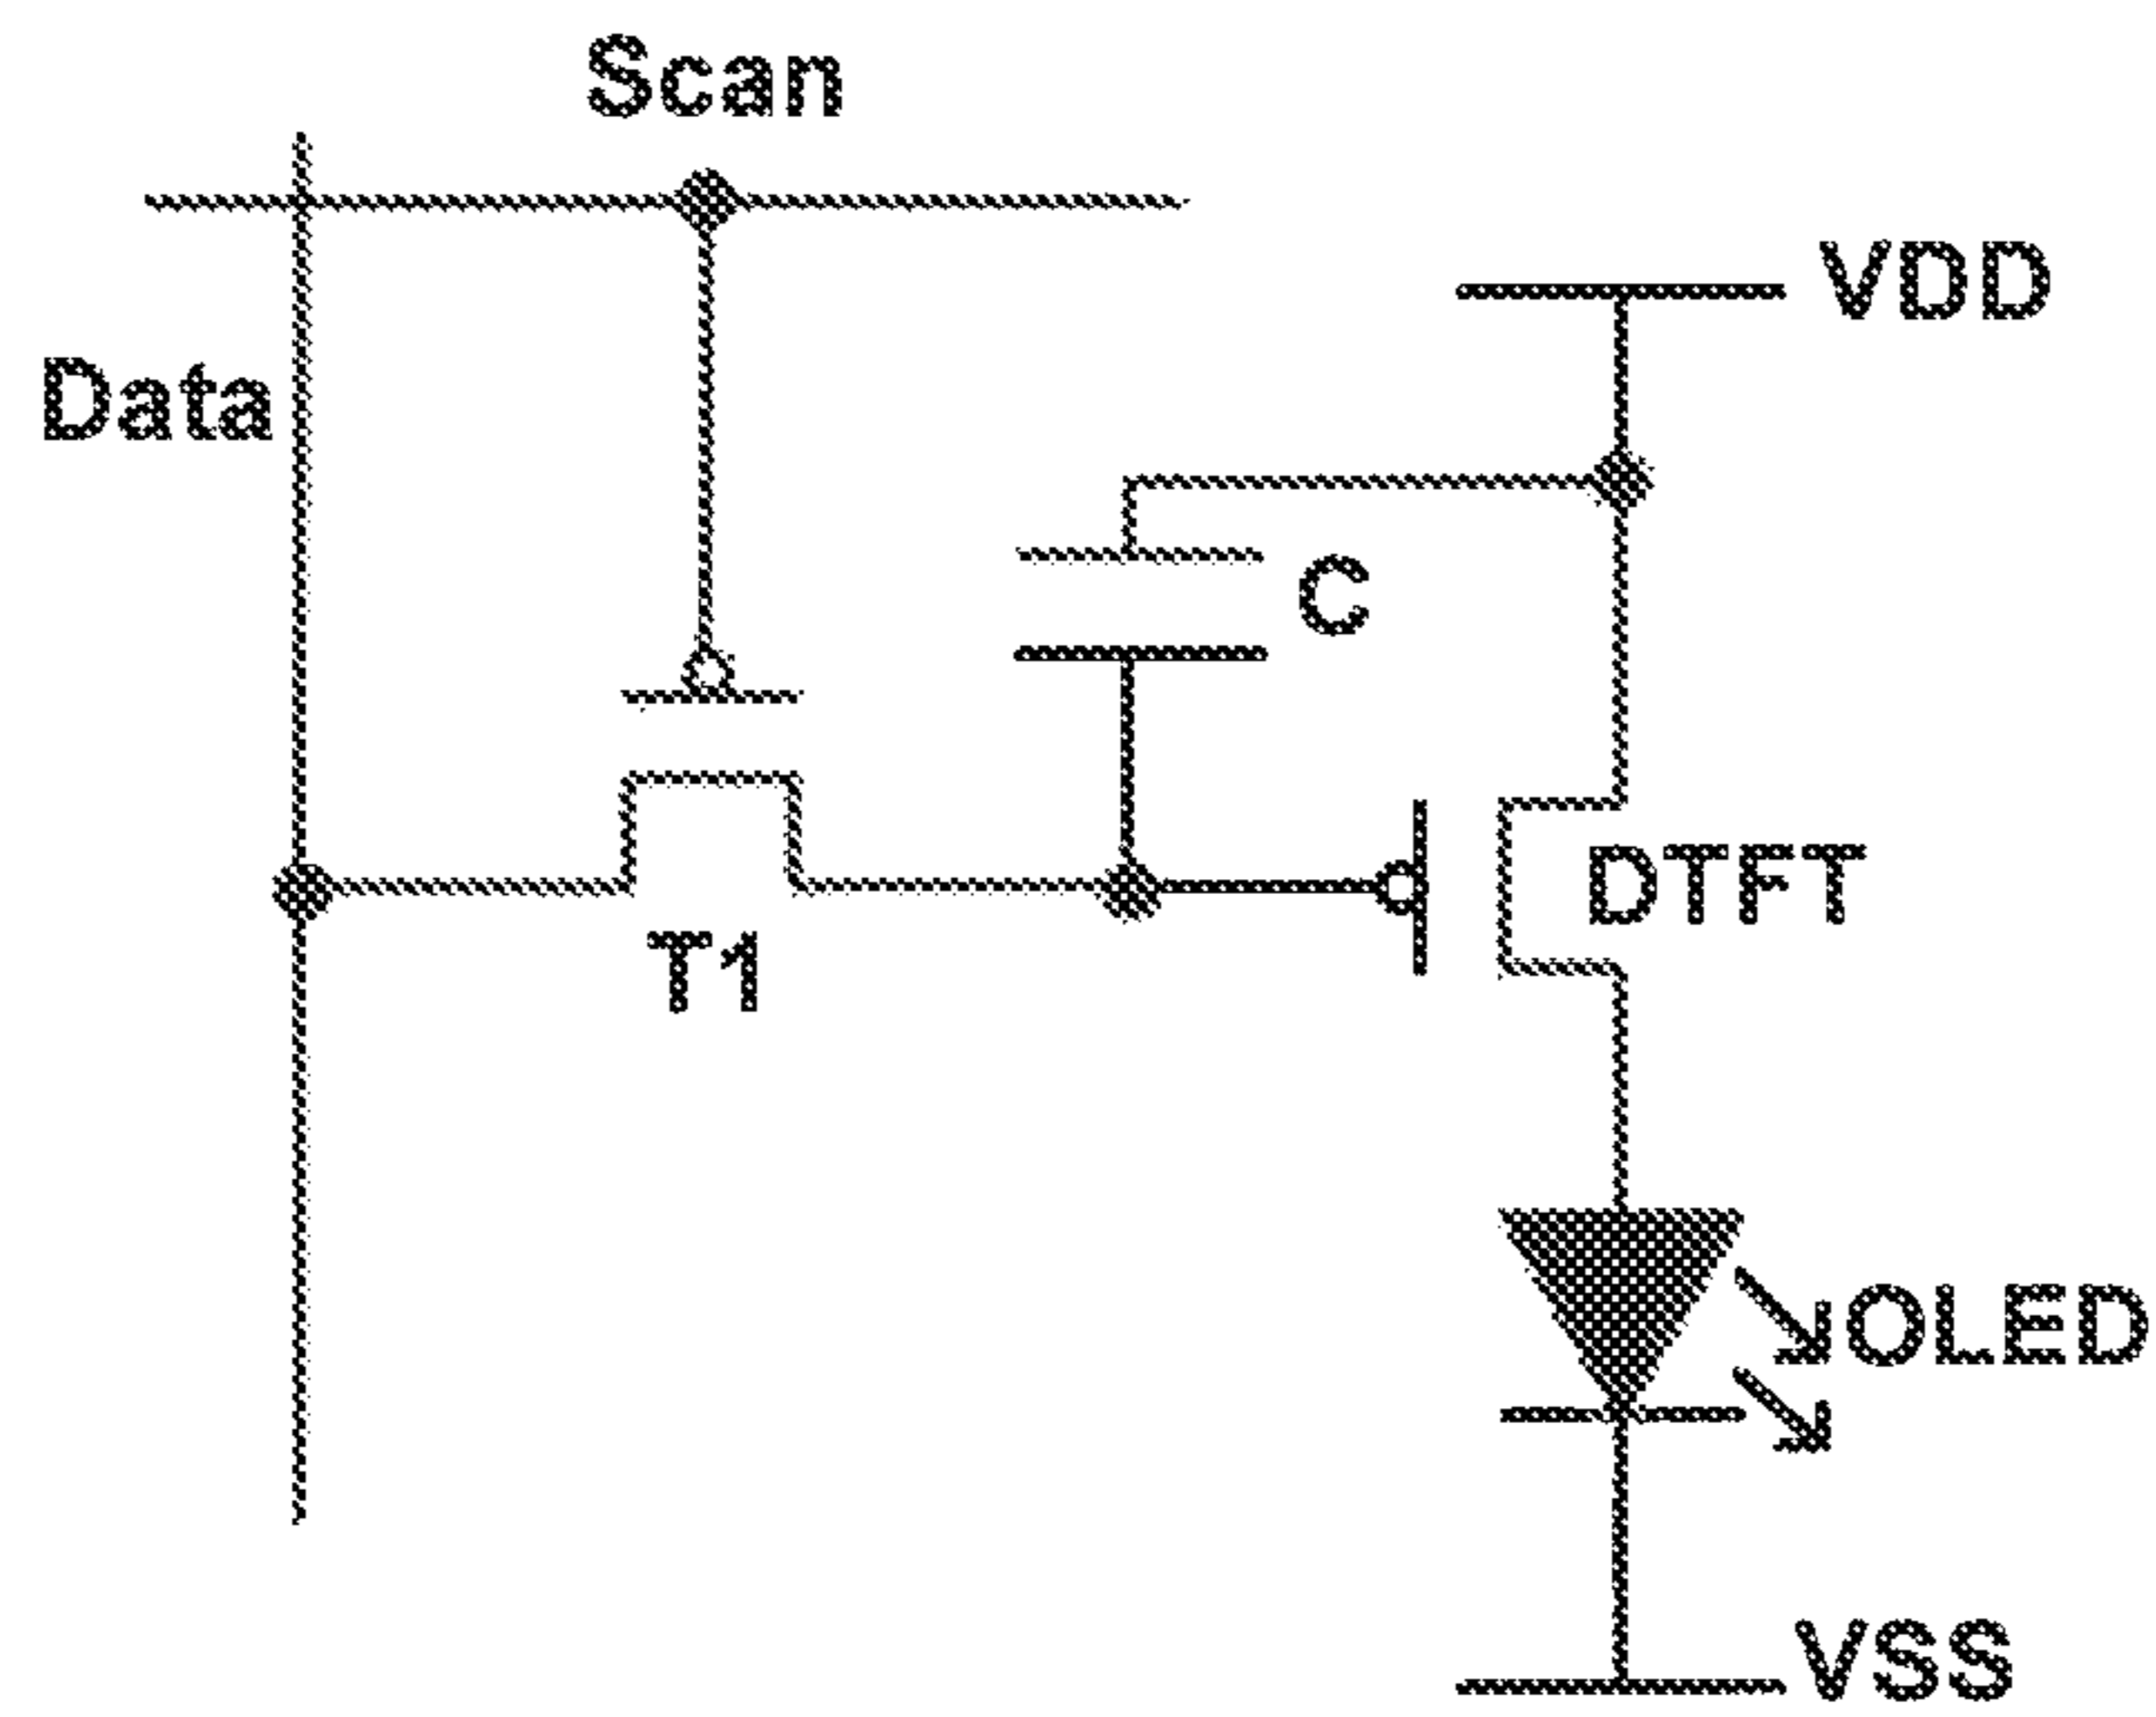 Scan
VDD
Data
C
DTFT
T1
OLED
VSS